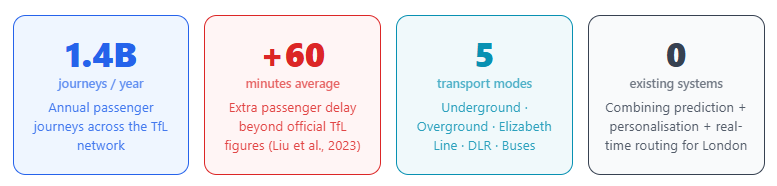 1.4B
journeys / year
Annual passenger
journeys across the TfL
network
+60
minutes average
Extra passenger delay
beyond official TfL
figures (Liu et al., 2023)
5
transport modes
Underground ·
Overground · Elizabeth
Line · DLR · Buses
0
existing systems
Combining prediction +
personalisation + real-
time routing for London